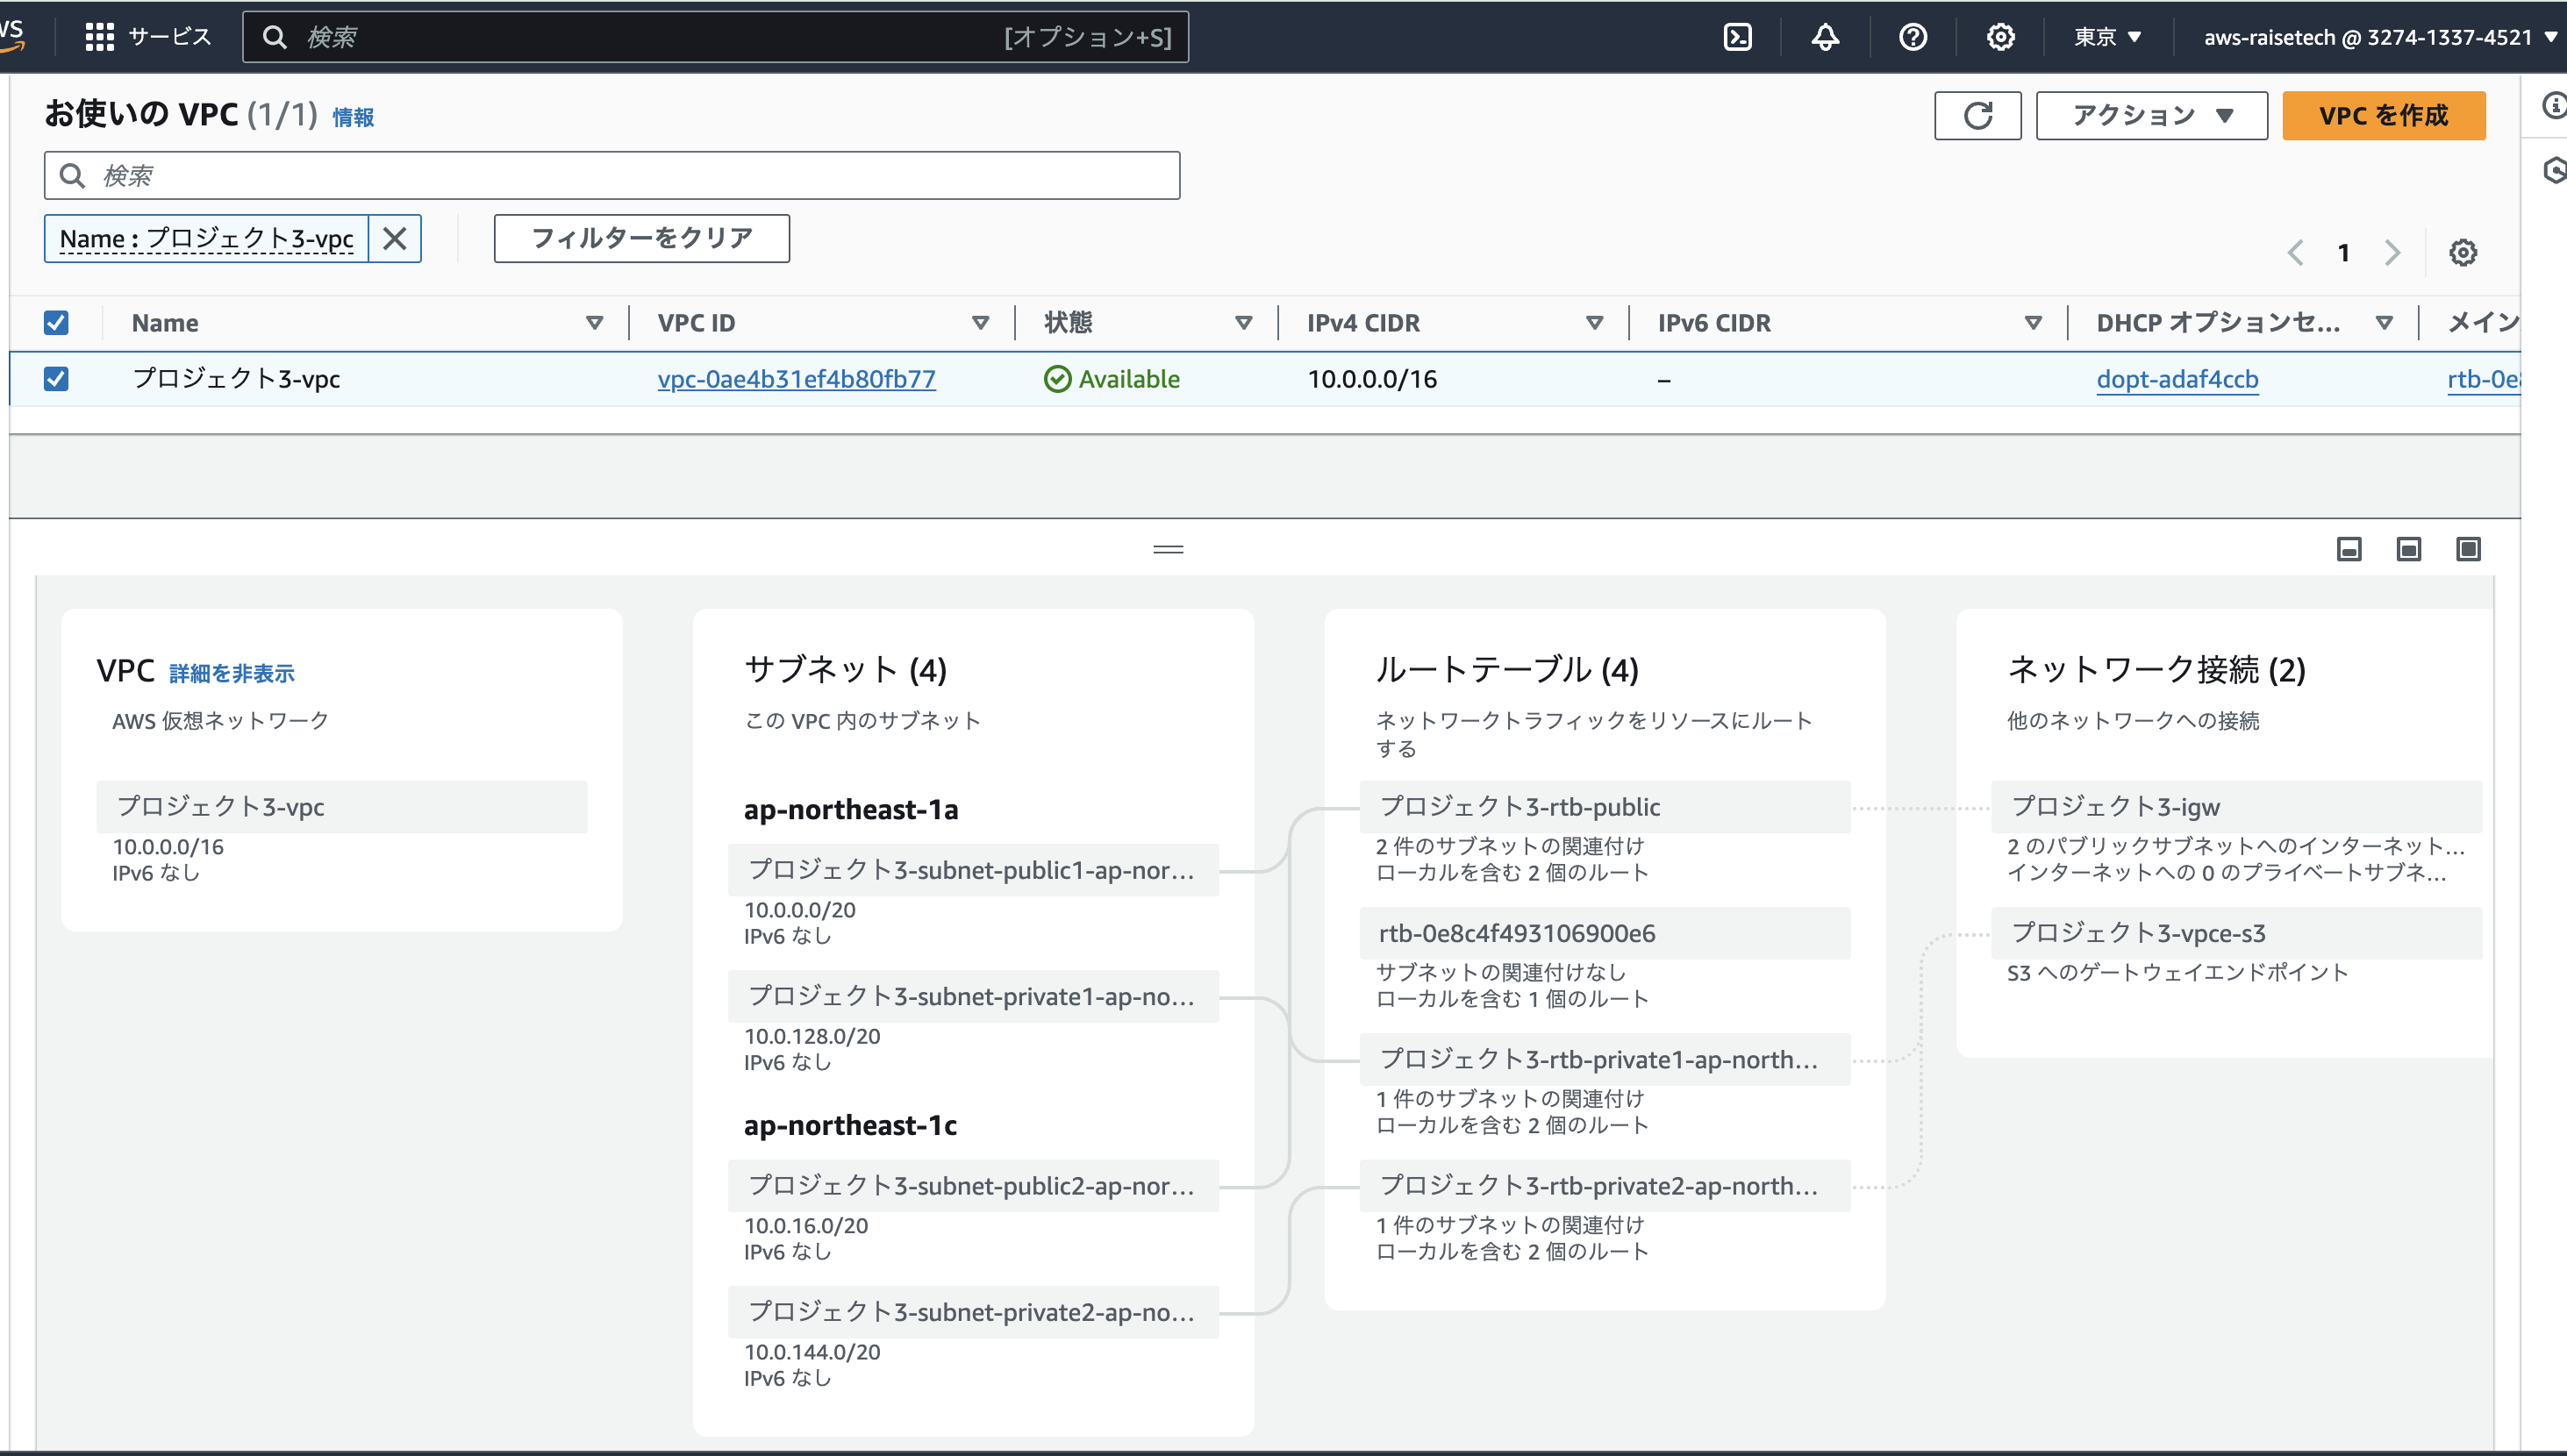 サービス
検索
[オプション+S]
東京
aws-raisetech @ 3274-1337-4521
お使いの VPC (1/1) 情報
アクション
VPC を作成
検索
Name : プロジェクト3-vpc
フィルターをクリア
1
Name
VPC ID
状態
IPv4 CIDR
IPv6 CIDR
DHCP オプションセ...
メイン
プロジェクト3-vpc
vpc-0ae4b31ef4b80fb77
Available
10.0.0.0/16
–
dopt-adaf4ccb
rtb-0e8
VPC 詳細を非表示
AWS 仮想ネットワーク
プロジェクト3-vpc
10.0.0.0/16
IPv6 なし
サブネット (4)
この VPC 内のサブネット
ap-northeast-1a
プロジェクト3-subnet-public1-ap-nor...
10.0.0.0/20
IPv6 なし
プロジェクト3-subnet-private1-ap-no...
10.0.128.0/20
IPv6 なし
ap-northeast-1c
プロジェクト3-subnet-public2-ap-nor...
10.0.16.0/20
IPv6 なし
プロジェクト3-subnet-private2-ap-no...
10.0.144.0/20
IPv6 なし
ルートテーブル (4)
ネットワークトラフィックをリソースにルート
する
プロジェクト3-rtb-public
2 件のサブネットの関連付け
ローカルを含む 2 個のルート
rtb-0e8c4f493106900e6
サブネットの関連付けなし
ローカルを含む 1 個のルート
プロジェクト3-rtb-private1-ap-north...
1 件のサブネットの関連付け
ローカルを含む 2 個のルート
プロジェクト3-rtb-private2-ap-north...
1 件のサブネットの関連付け
ローカルを含む 2 個のルート
ネットワーク接続 (2)
他のネットワークへの接続
プロジェクト3-igw
2 のパブリックサブネットへのインターネット...
インターネットへの 0 のプライベートサブネ...
プロジェクト3-vpce-s3
S3 へのゲートウェイエンドポイント